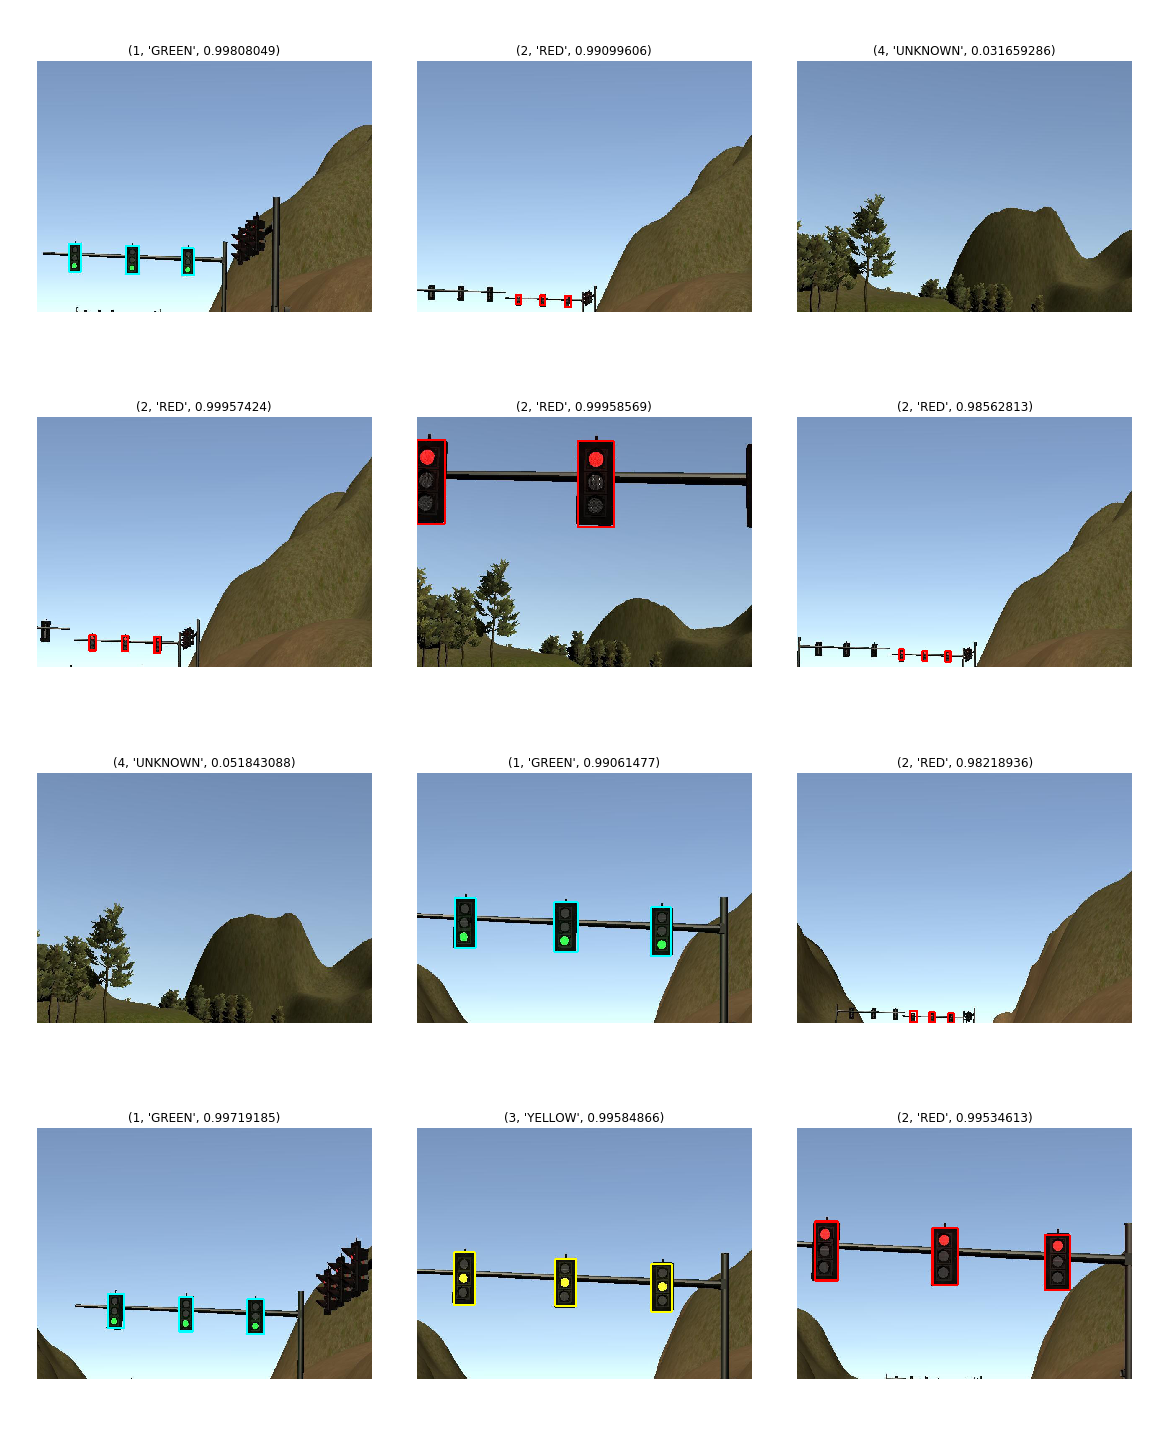 (1, 'GREEN', 0.99808049)
(2, 'RED', 0.99099606)
(4, 'UNKNOWN', 0.031659286)
(2, 'RED', 0.99957424)
(2, 'RED', 0.99958569)
(2, 'RED', 0.98562813)
(4, 'UNKNOWN', 0.051843088)
(1, 'GREEN', 0.99061477)
(2, 'RED', 0.98218936)
(1, 'GREEN', 0.99719185)
(3, 'YELLOW', 0.99584866)
(2, 'RED', 0.99534613)